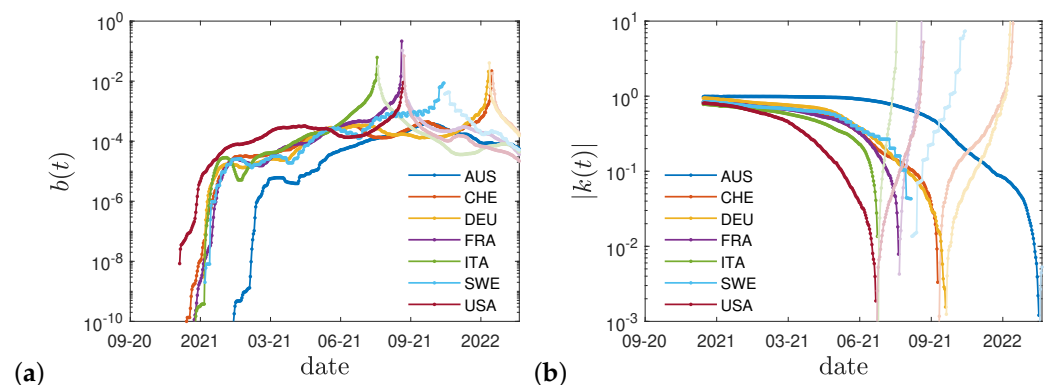 10^0
10^-2
10^-4
10^-6
10^-8
10^-10
b(t)
AUS
CHE
DEU
FRA
ITA
SWE
USA
09-20 2021 03-21 06-21 09-21 2022
date
(a)
10^1
10^0
10^-1
10^-2
10^-3
|k(t)|
AUS
CHE
DEU
FRA
ITA
SWE
USA
09-20 2021 03-21 06-21 09-21 2022
date
(b)